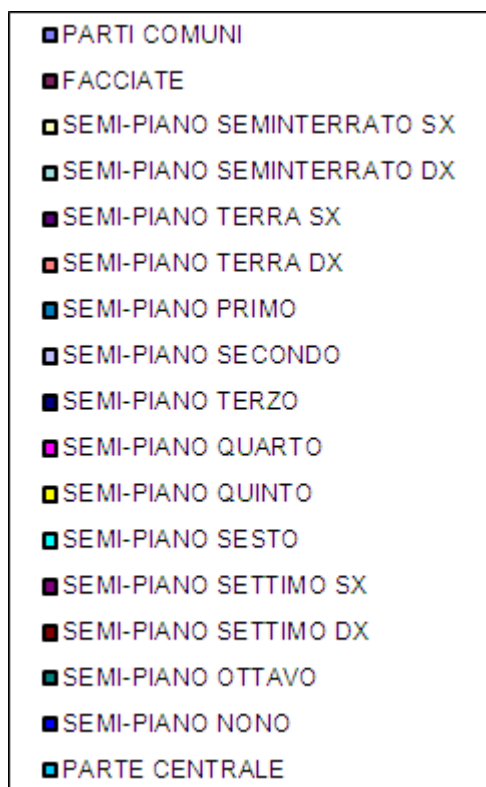 PARTI COMUNI
FACCIATE
SEMI-PIANO SEMINTERRATO SX
SEMI-PIANO SEMINTERRATO DX
SEMI-PIANO TERRA SX
SEMI-PIANO TERRA DX
SEMI-PIANO PRIMO
SEMI-PIANO SECONDO
SEMI-PIANO TERZO
SEMI-PIANO QUARTO
SEMI-PIANO QUINTO
SEMI-PIANO SESTO
SEMI-PIANO SETTIMO SX
SEMI-PIANO SETTIMO DX
SEMI-PIANO OTTAVO
SEMI-PIANO NONO
PARTE CENTRALE